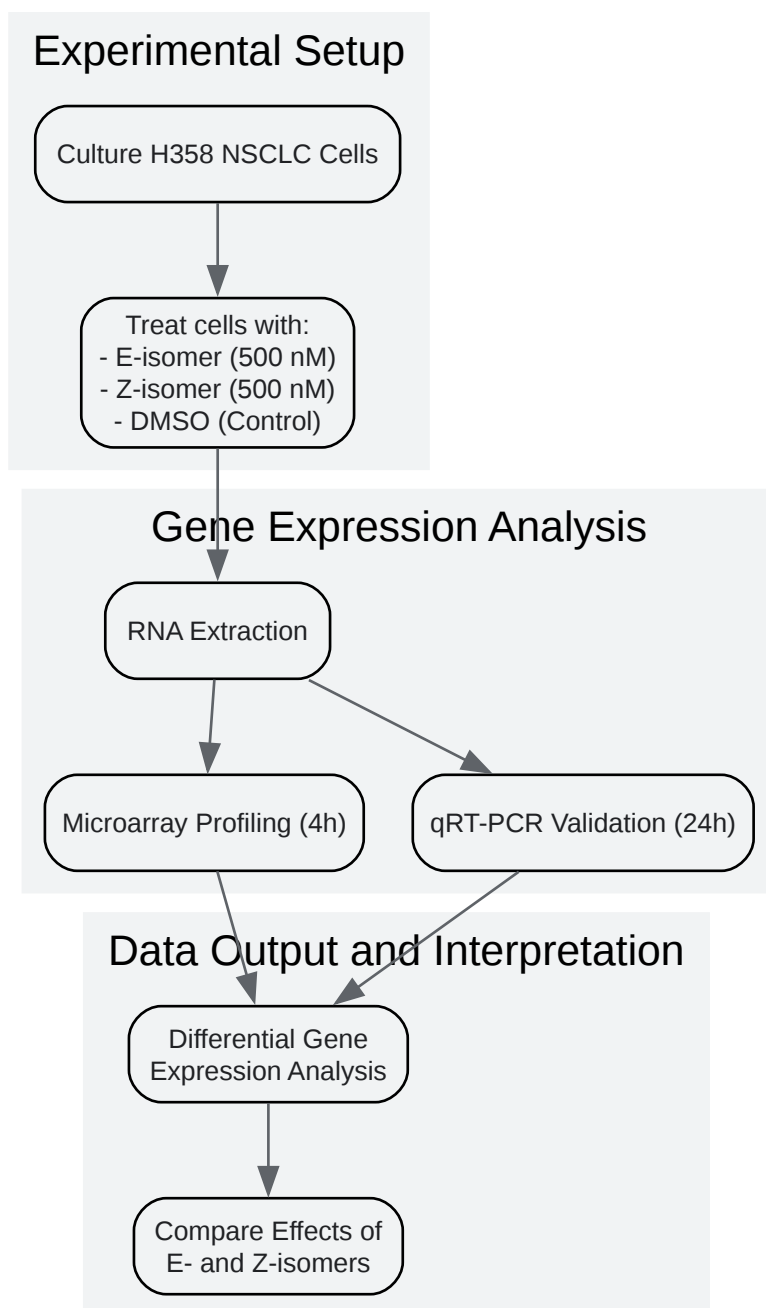 Experimental Setup
Culture H358 NSCLC Cells
Treat cells with:
- E-isomer (500 nM)
- Z-isomer (500 nM)
- DMSO (Control)
Gene Expression Analysis
RNA Extraction
Microarray Profiling (4h)
qRT-PCR Validation (24h)
Data Output and Interpretation
Differential Gene
Expression Analysis
Compare Effects of
E- and Z-isomers